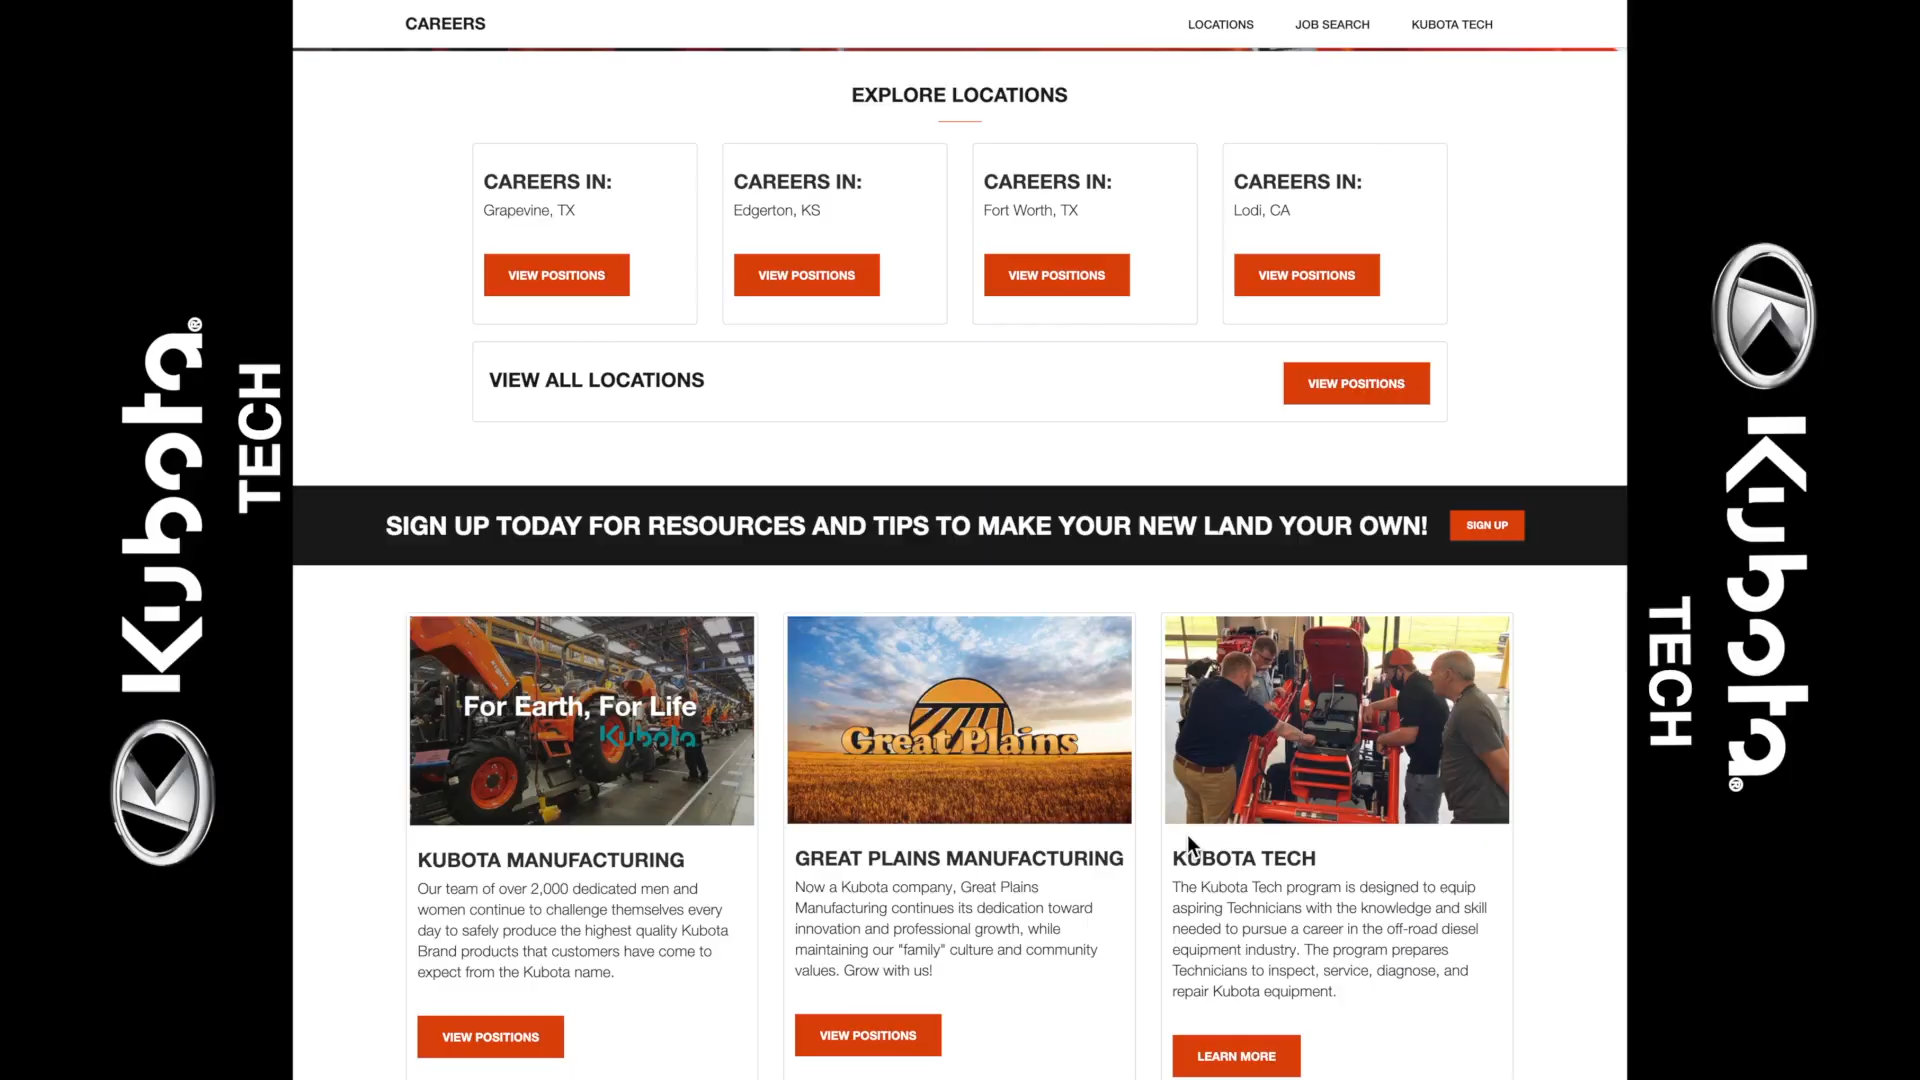 CAREERS
LOCATIONS
JOB SEARCH
KUBOTA TECH
EXPLORE LOCATIONS
CAREERS IN:
Grapevine, TX
VIEW POSITIONS
CAREERS IN:
Edgerton, KS
VIEW POSITIONS
CAREERS IN:
Fort Worth, TX
VIEW POSITIONS
CAREERS IN:
Lodi, CA
VIEW POSITIONS
VIEW ALL LOCATIONS
VIEW POSITIONS
Kubota®
TECH
Kubota®
TECH
SIGN UP TODAY FOR RESOURCES AND TIPS TO MAKE YOUR NEW LAND YOUR OWN!
SIGN UP
For Earth, For Life
Kubota
KUBOTA MANUFACTURING
Our team of over 2,000 dedicated men and
women continue to challenge themselves every
day to safely produce the highest quality Kubota
Brand products that customers have come to
expect from the Kubota name.
VIEW POSITIONS
Great Plains
GREAT PLAINS MANUFACTURING
Now a Kubota company, Great Plains
Manufacturing continues its dedication toward
innovation and professional growth, while
maintaining our "family" culture and community
values. Grow with us!
VIEW POSITIONS
KUBOTA TECH
The Kubota Tech program is designed to equip
aspiring Technicians with the knowledge and skill
needed to pursue a career in the off-road diesel
equipment industry. The program prepares
Technicians to inspect, service, diagnose, and
repair Kubota equipment.
LEARN MORE